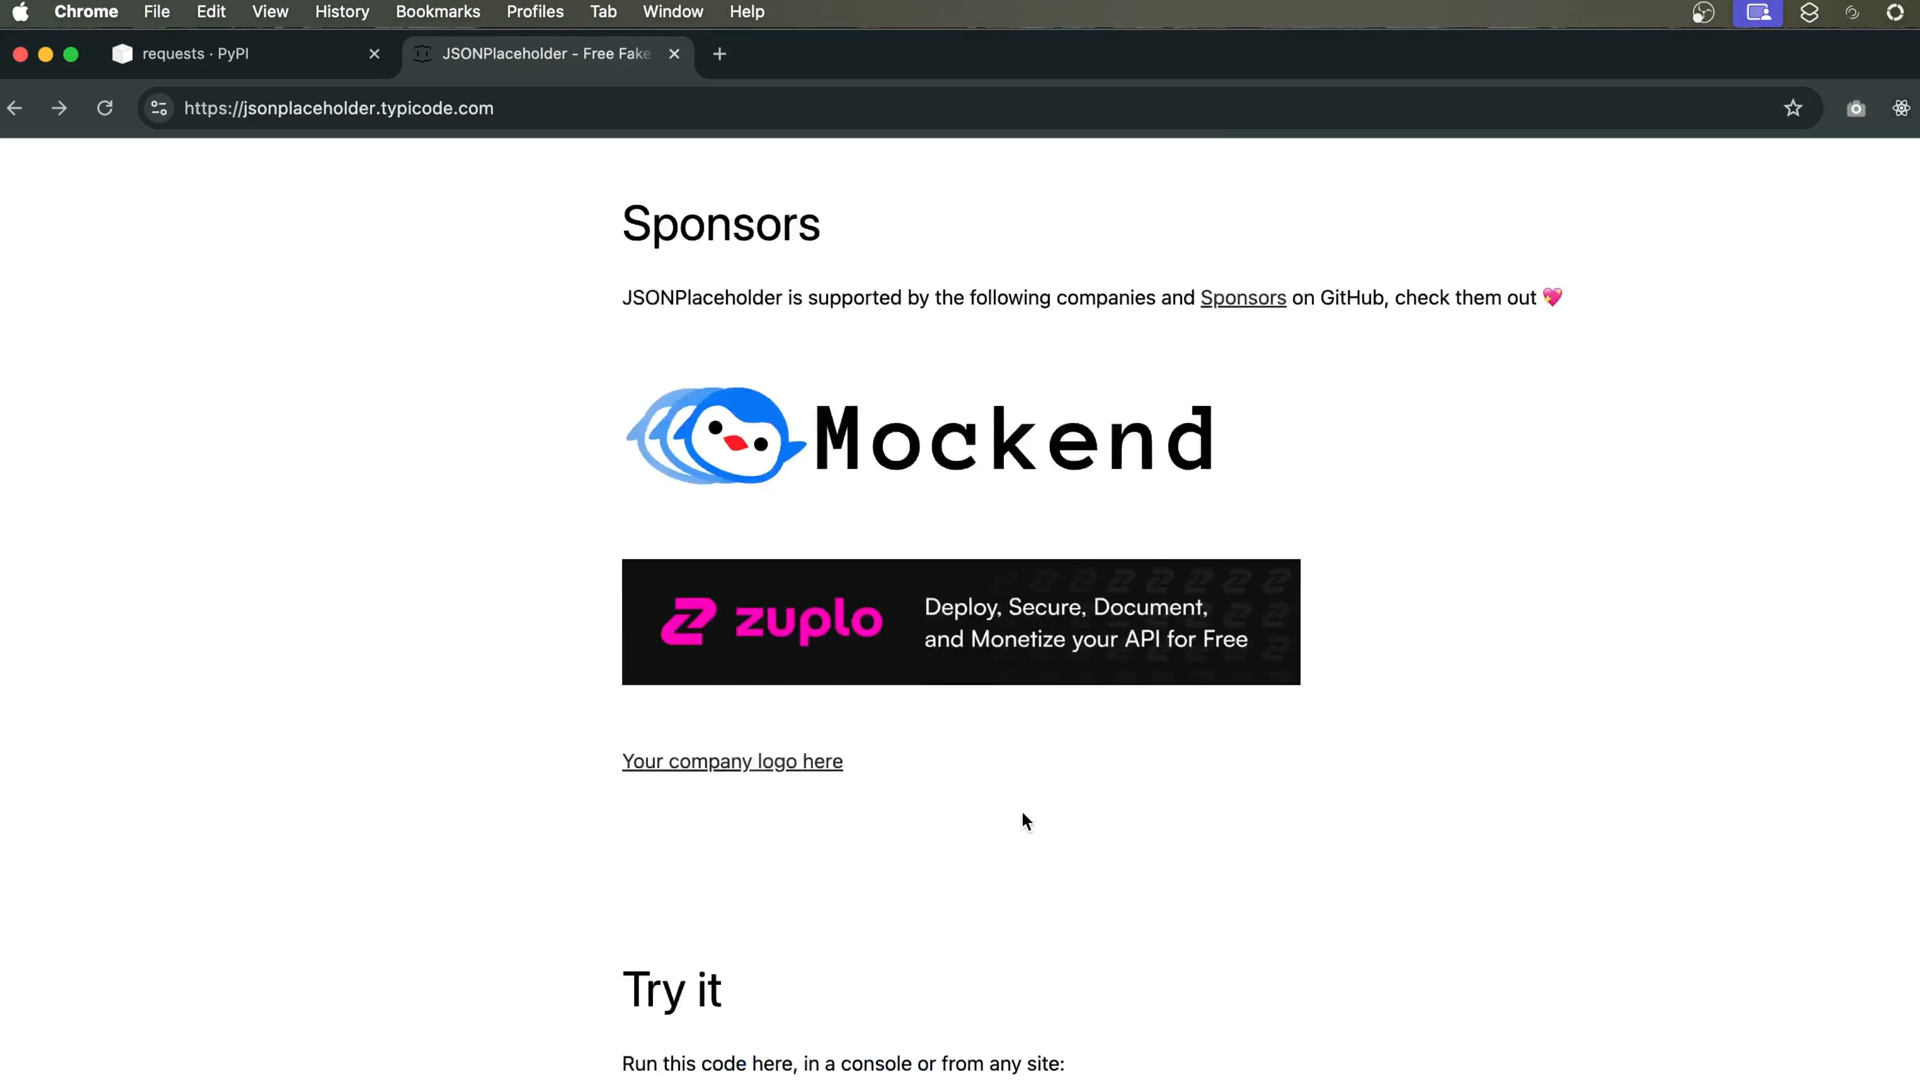 Chrome File Edit View History Bookmarks Profiles Tab Window Help
requests · PyPI
JSONPlaceholder - Free Fake
https://jsonplaceholder.typicode.com
Sponsors
JSONPlaceholder is supported by the following companies and Sponsors on GitHub, check them out 💖
Mockend
zuplo
Deploy, Secure, Document,
and Monetize your API for Free
Your company logo here
Try it
Run this code here, in a console or from any site: